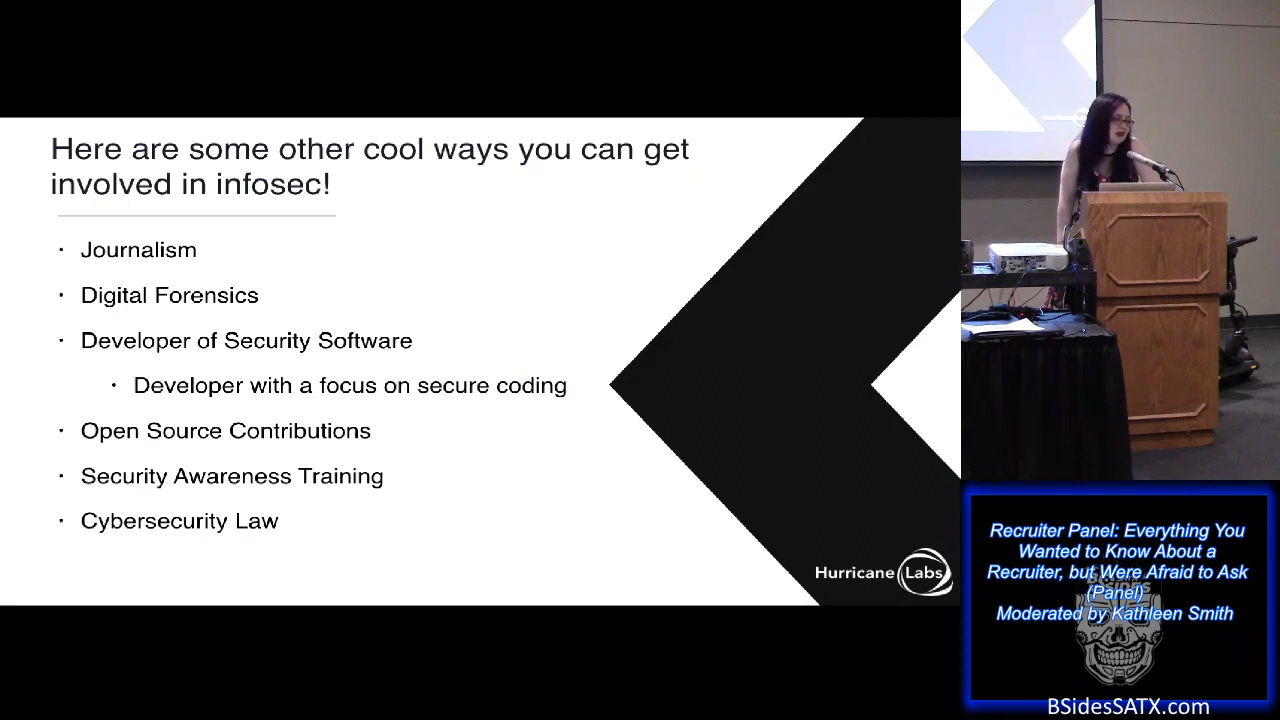 Here are some other cool ways you can get
involved in infosec!
· Journalism
· Digital Forensics
· Developer of Security Software
· Developer with a focus on secure coding
· Open Source Contributions
· Security Awareness Training
· Cybersecurity Law
Hurricane Labs
Recruiter Panel: Everything You
Wanted to Know About a
Recruiter, but Were Afraid to Ask
(Panel)
Moderated by Kathleen Smith
BSIDES
BSidesSATX.com